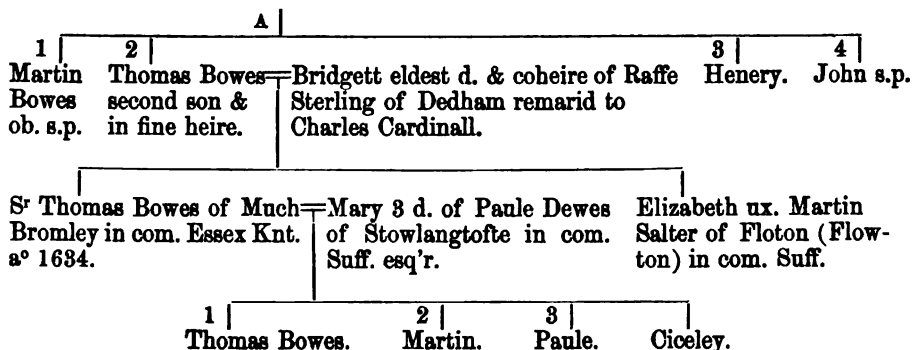 A
1 2 3 4
Martin Thomas Bowes=Bridgett eldest d. & coheire of Raffe Henery. John s.p.
Bowes second son & Sterling of Dedham remarid to
ob. s.p. in fine heire. Charles Cardinall.
Sr Thomas Bowes of Much=Mary 3 d. of Paule Dewes Elizabeth ux. Martin
Bromley in com. Essex Knt. of Stowlangtofte in com. Salter of Floton (Flow-
ao 1634. Suff. esq'r. ton) in com. Suff.
1 2 3
Thomas Bowes. Martin. Paule. Ciceley.